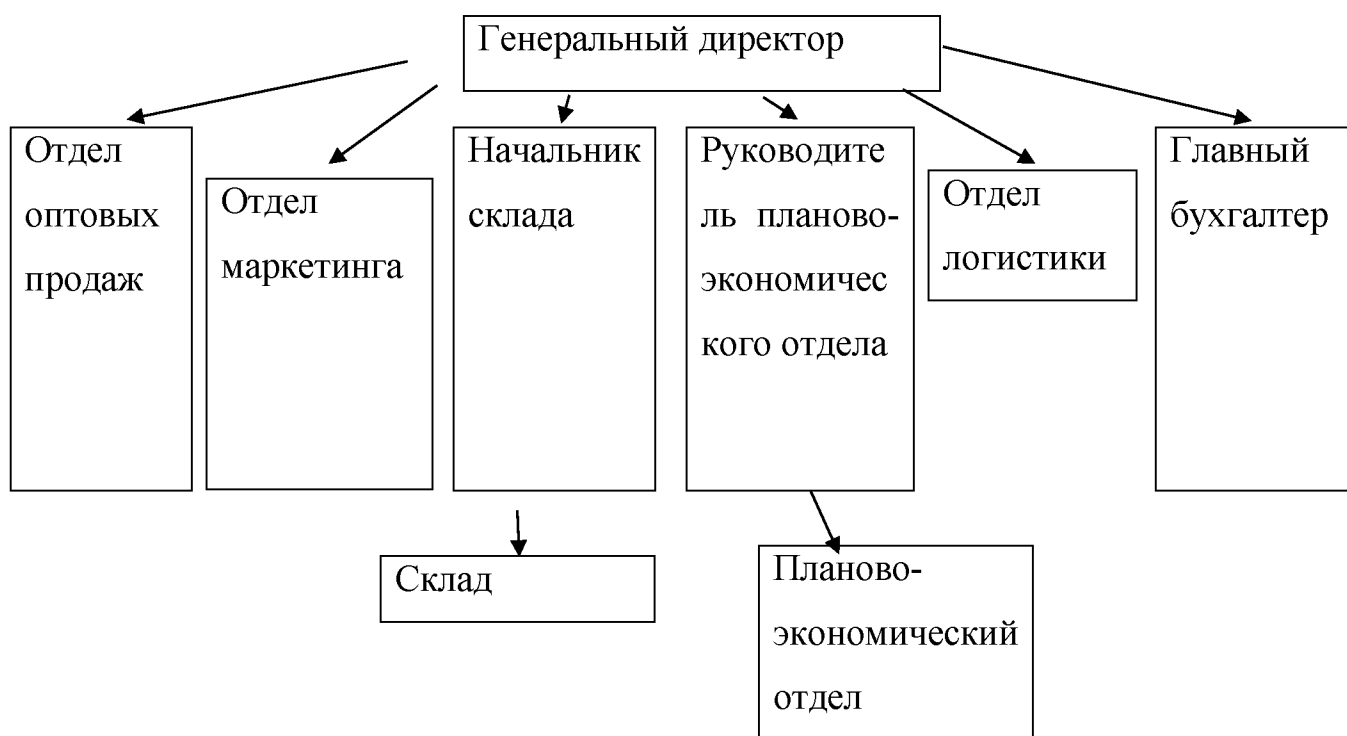 Генеральный директор
Отдел
оптовых
продаж
Отдел
маркетинга
Начальник
склада
Руководите
ль планово-
экономичес
кого отдела
Отдел
логистики
Главный
бухгалтер
Склад
Планово-
экономический
отдел